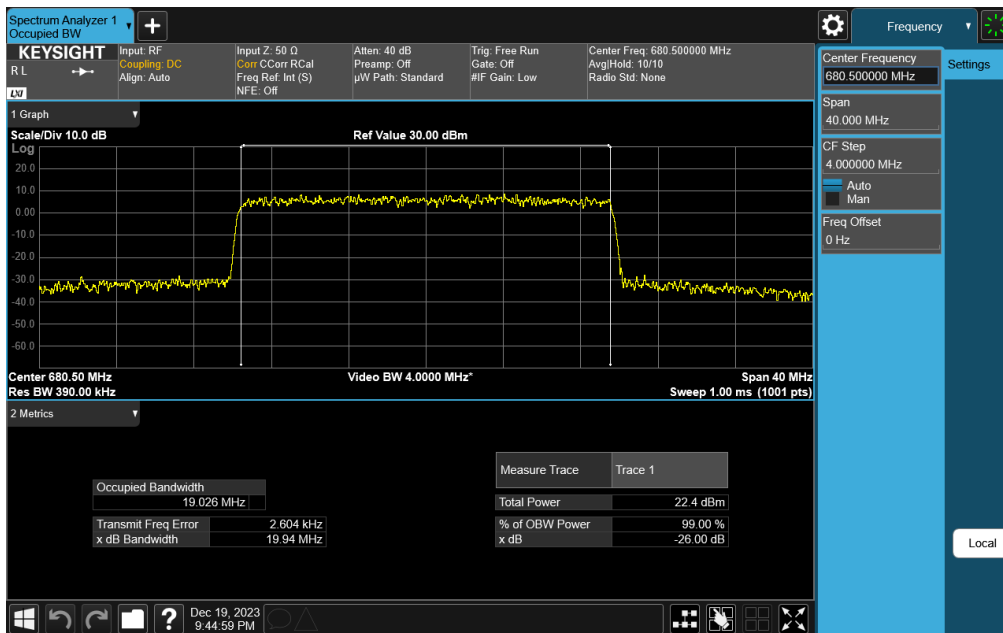 Spectrum Analyzer 1
Occupied BW
Frequency
KEYSIGHT
R L
LXI
Input: RF
Coupling: DC
Align: Auto
Input Z: 50 Ω
Corr CCorr RCal
Freq Ref: Int (S)
NFE: Off
Atten: 40 dB
Preamp: Off
µW Path: Standard
Trig: Free Run
Gate: Off
#IF Gain: Low
Center Freq: 680.500000 MHz
Avg|Hold: 10/10
Radio Std: None
Center Frequency
680.500000 MHz
Settings
Span
40.000 MHz
CF Step
4.000000 MHz
Auto
Man
Freq Offset
0 Hz
Local
1 Graph
Scale/Div 10.0 dB
Ref Value 30.00 dBm
Log
20.0
10.0
0.00
-10.0
-20.0
-30.0
-40.0
-50.0
-60.0
Center 680.50 MHz
Video BW 4.0000 MHz*
Span 40 MHz
Res BW 390.00 kHz
Sweep 1.00 ms (1001 pts)
2 Metrics
Occupied Bandwidth
19.026 MHz
Transmit Freq Error 2.604 kHz
x dB Bandwidth 19.94 MHz
Measure Trace Trace 1
Total Power 22.4 dBm
% of OBW Power 99.00 %
x dB -26.00 dB
?
Dec 19, 2023
9:44:59 PM